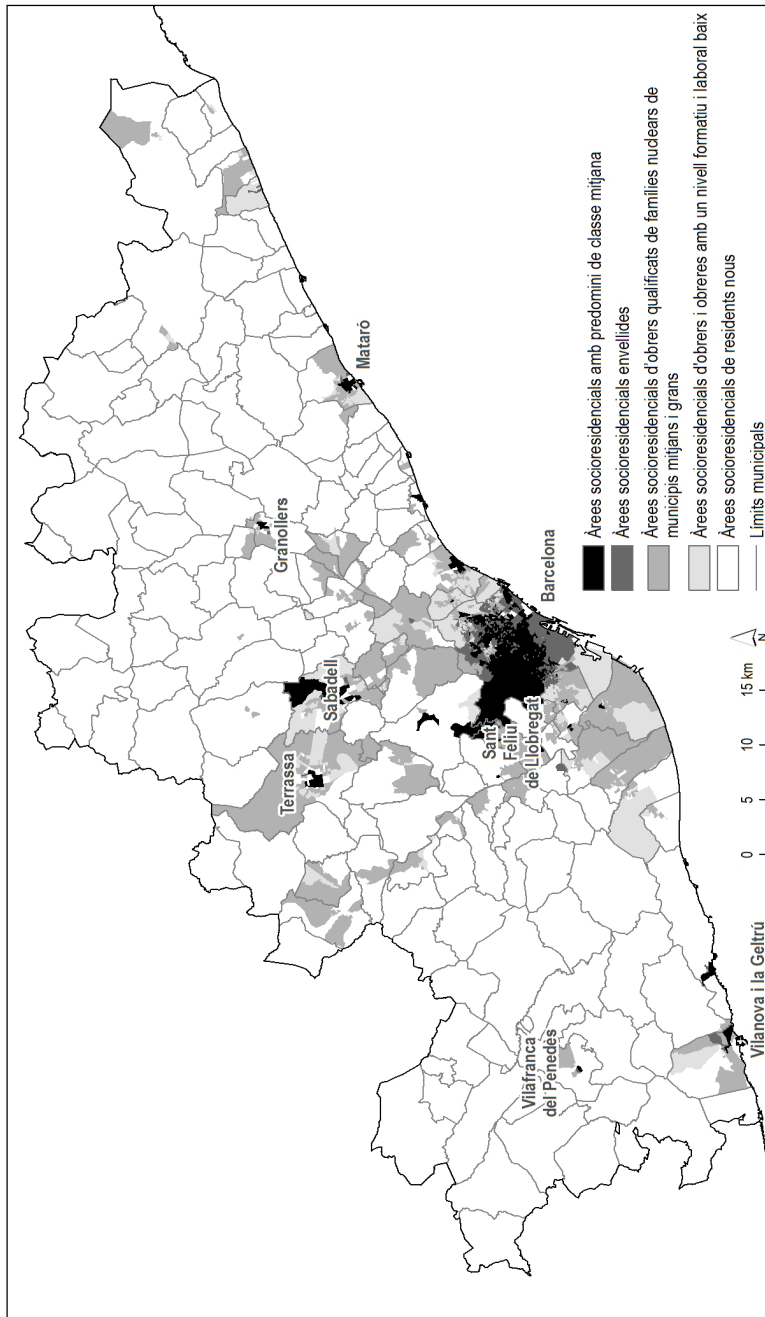 Terrassa
Sabadell
Granollers
Mataró
Sant
Feliu
de Llobregat
Barcelona
Vilafranca
del Penedès
Vilanova i la Geltrú
0 5 10 15 km
N
Àrees socioresidencials amb predomini de classe mitjana
Àrees socioresidencials envellides
Àrees socioresidencials d'obrers qualificats de famílies nuclears de
municipis mitjans i grans
Àrees socioresidencials d'obrers i obreres amb un nivell formatiu i laboral baix
Àrees socioresidencials de residents nous
Límits municipals